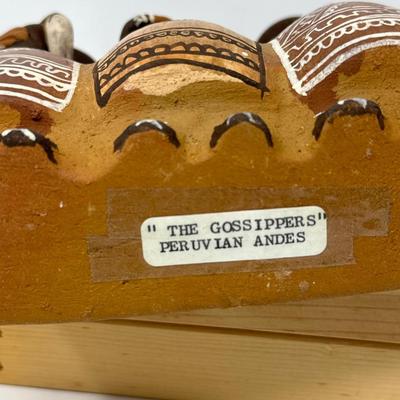 " THE GOSSIPPERS"
PERUVIAN ANDES